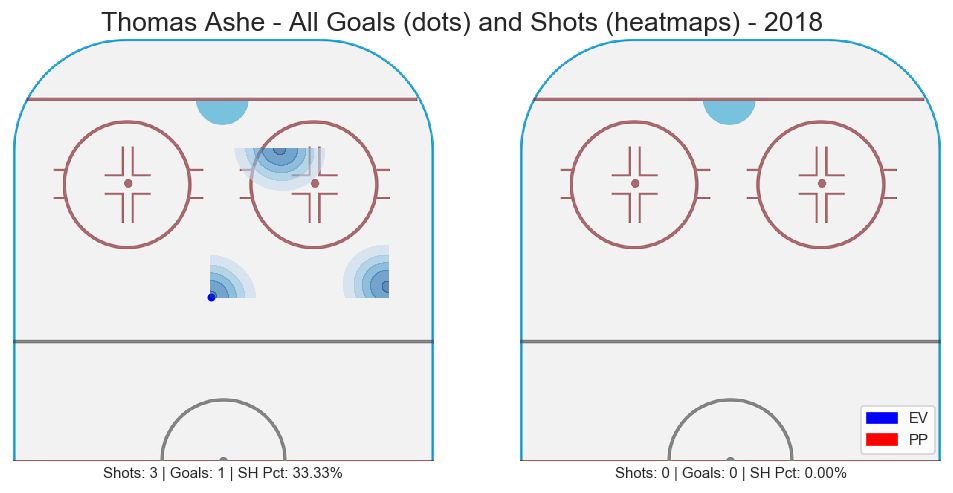 Thomas Ashe - All Goals (dots) and Shots (heatmaps) - 2018
EV
PP
Shots: 3 | Goals: 1 | SH Pct: 33.33%
Shots: 0 | Goals: 0 | SH Pct: 0.00%